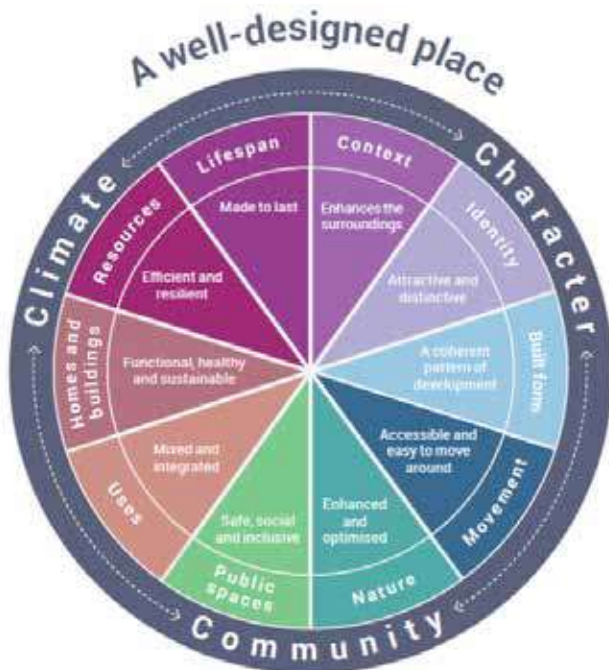 A well-designed place
Climate
Character
Community
Context
Enhances the
surroundings
Identity
Attractive and
distinctive
Built form
A coherent
pattern of
development
Movement
Accessible and
easy to move
around
Nature
Enhanced
and
optimised
Public
spaces
Safe, social
and inclusive
Uses
Mixed and
integrated
Homes and
buildings
Functional, healthy
and sustainable
Resources
Efficient and
resilient
Lifespan
Made to last